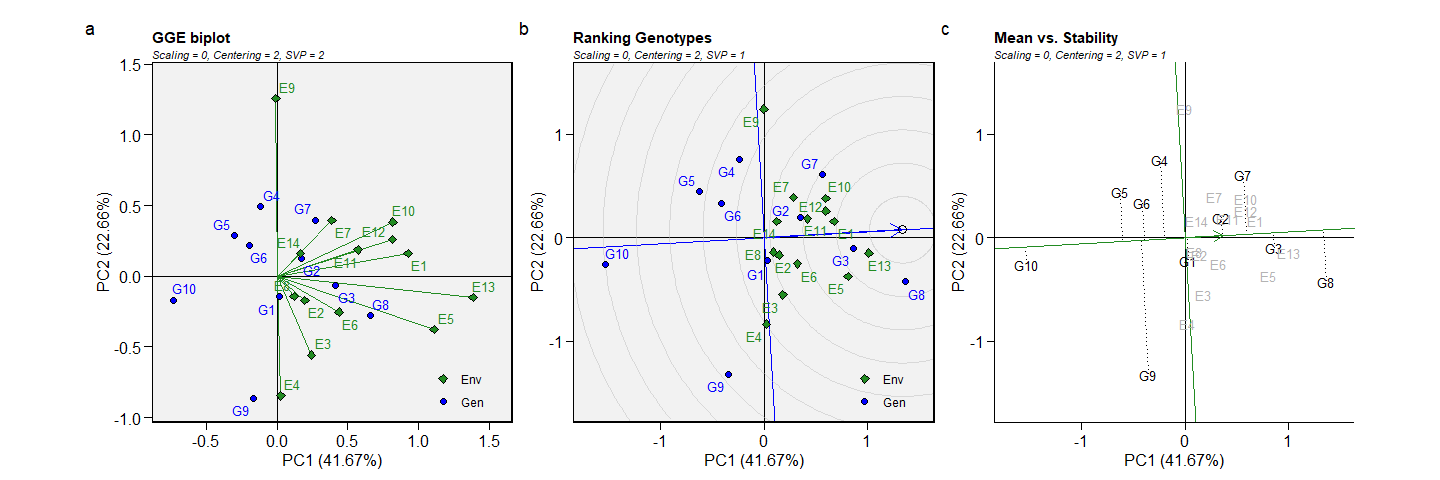 a
GGE biplot
Scaling = 0, Centering = 2, SVP = 2
1.5
1.0
0.5
0.0
-0.5
-1.0
PC2 (22.66%)
E9
G4
G7
E10
G5
E7
E12
E14
G6
E11
G2
E1
E8
E13
G10
G3
G1
E2
G8
E6
E5
E3
E4
G9
Env
Gen
-0.5
0.0
0.5
1.0
1.5
PC1 (41.67%)
b
Ranking Genotypes
Scaling = 0, Centering = 2, SVP = 1
1
0
-1
PC2 (22.66%)
E9
G7
G4
G5
E7
E10
G2
E12
G6
E11
E14
E1
G10
E8
G3
E13
E2
G1
E6
E5
G8
E3
E4
G9
Env
Gen
-1
0
1
PC1 (41.67%)
c
Mean vs. Stability
Scaling = 0, Centering = 2, SVP = 1
1
0
-1
PC2 (22.66%)
E9
G4
G7
G5
E7
E10
G6
E12
G2
E14
E1
G3
E13
G1
E6
G10
E5
G8
E3
E4
G9
-1
0
1
PC1 (41.67%)